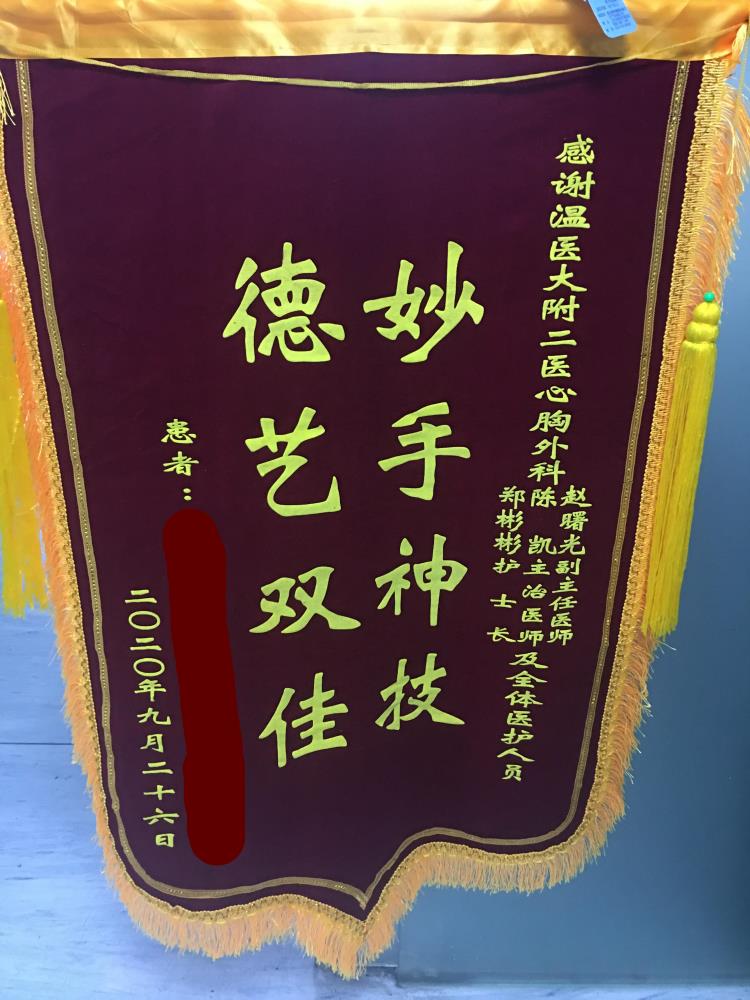 感谢温医大附二医心胸外科
赵曙光副主任医师
陈凯主治医师
郑彬彬护士长
及全体医护人员
妙手神技
德艺双佳
患者：
二〇二〇年九月二十六日